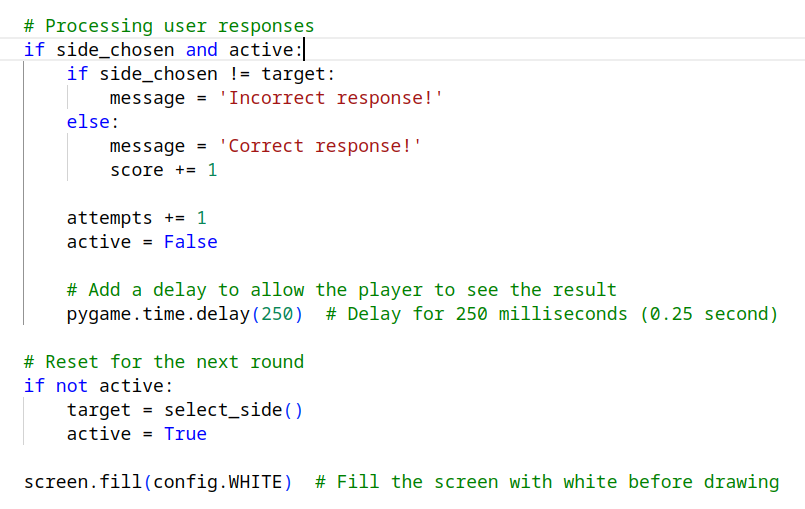 # Processing user responses
if side_chosen and active:
    if side_chosen != target:
        message = 'Incorrect response!'
    else:
        message = 'Correct response!'
        score += 1

    attempts += 1
    active = False

    # Add a delay to allow the player to see the result
    pygame.time.delay(250)  # Delay for 250 milliseconds (0.25 second)

# Reset for the next round
if not active:
    target = select_side()
    active = True

screen.fill(config.WHITE)  # Fill the screen with white before drawing